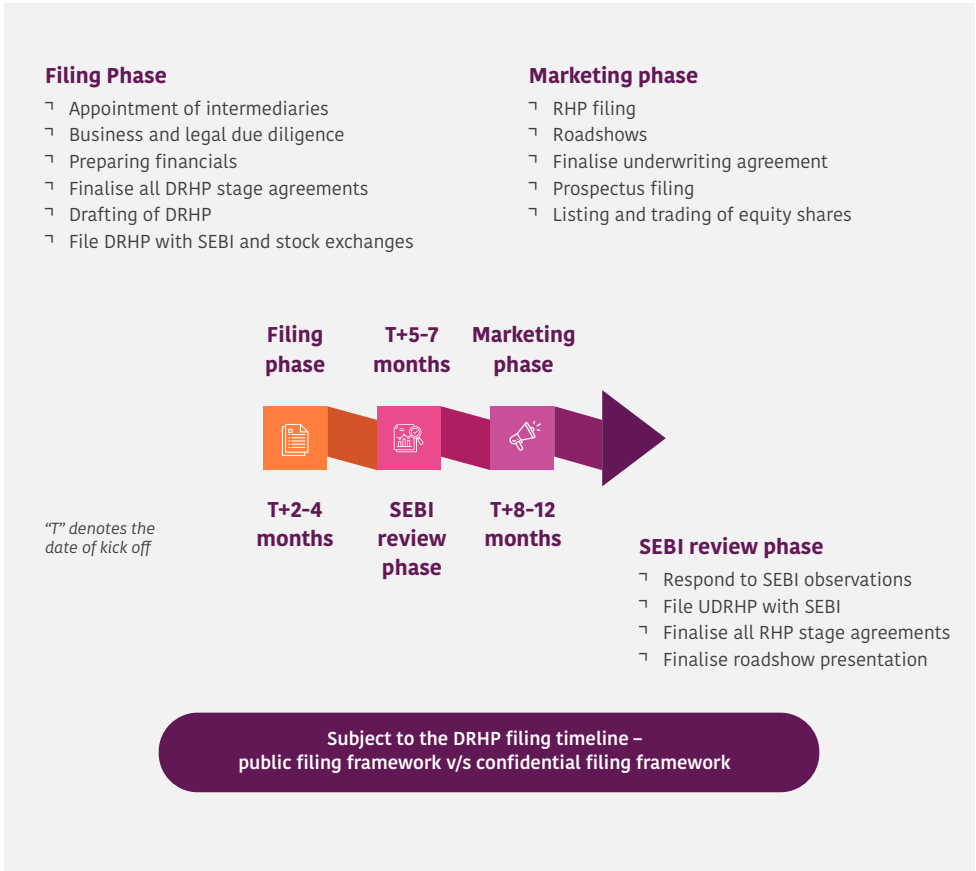 Filing Phase
Appointment of intermediaries
Business and legal due diligence
Preparing financials
Finalise all DRHP stage agreements
Drafting of DRHP
File DRHP with SEBI and stock exchanges
Marketing phase
RHP filing
Roadshows
Finalise underwriting agreement
Prospectus filing
Listing and trading of equity shares
Filing
phase
T+5-7
months
Marketing
phase
T+2-4
months
SEBI
review
phase
T+8-12
months
“T” denotes the
date of kick off
SEBI review phase
Respond to SEBI observations
File UDRHP with SEBI
Finalise all RHP stage agreements
Finalise roadshow presentation
Subject to the DRHP filing timeline –
public filing framework v/s confidential filing framework